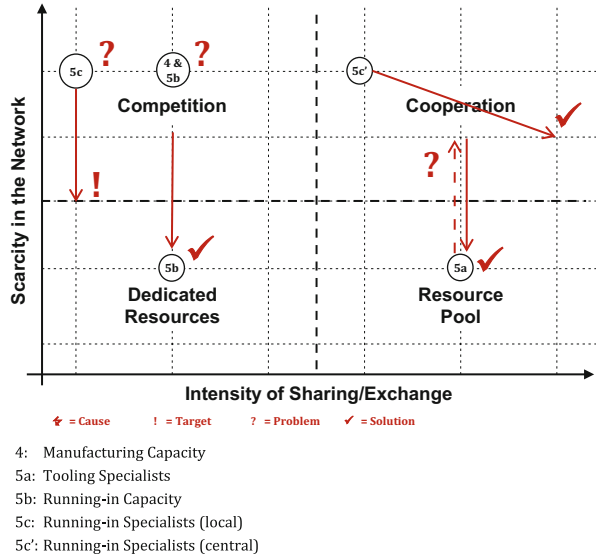 5c
?
4 &
5b
?
5c'
Competition
Cooperation
✓
!
?
5b
✓
5a
✓
Dedicated
Resources
Resource
Pool
Scarcity in the Network
Intensity of Sharing/Exchange
= Cause ! = Target ? = Problem ✓ = Solution
4: Manufacturing Capacity
5a: Tooling Specialists
5b: Running-in Capacity
5c: Running-in Specialists (local)
5c': Running-in Specialists (central)